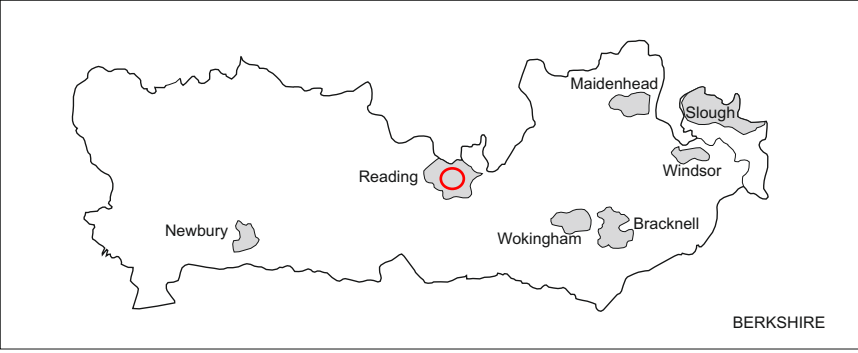 Maidenhead
Slough
Reading
Windsor
Newbury
Bracknell
Wokingham
BERKSHIRE